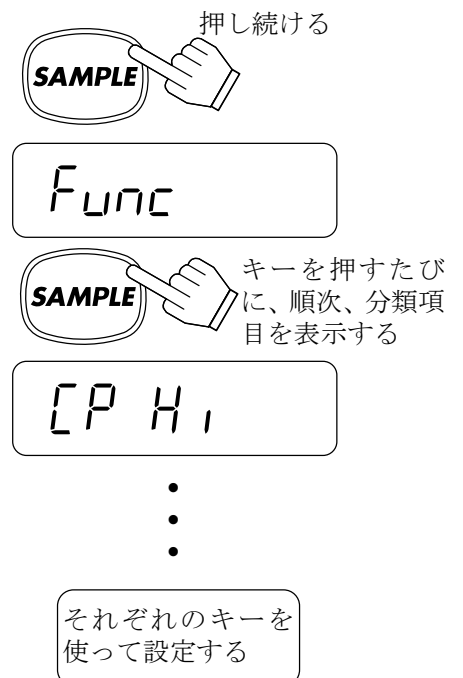 押し続ける
SAMPLE
Func
SAMPLE
キーを押すたび
に、順次、分類項
目を表示する
CP Hi
それぞれのキーを
使って設定する